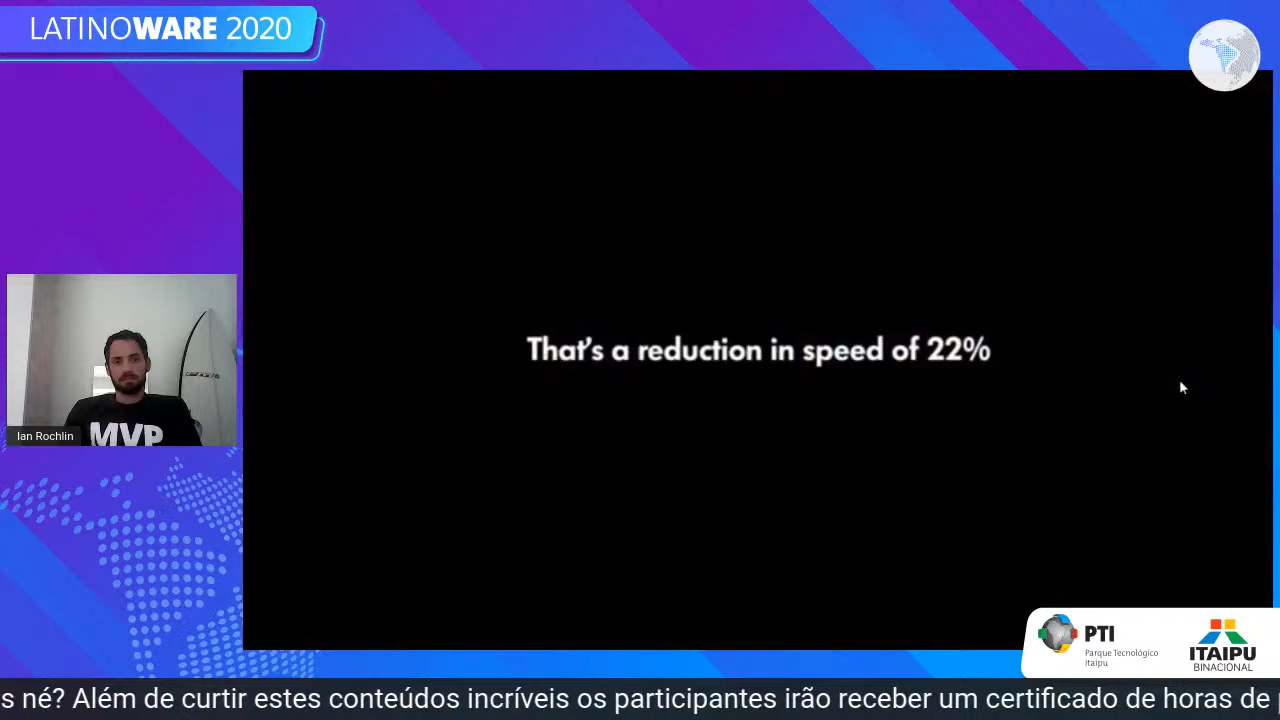 LATINOWARE 2020
That's a reduction in speed of 22%
MVP
Ian Rochlin
PTI
Parque Tecnológico
Itaipu
ITAIPU
BINACIONAL
s né? Além de curtir estes conteúdos incríveis os participantes irão receber um certificado de horas de